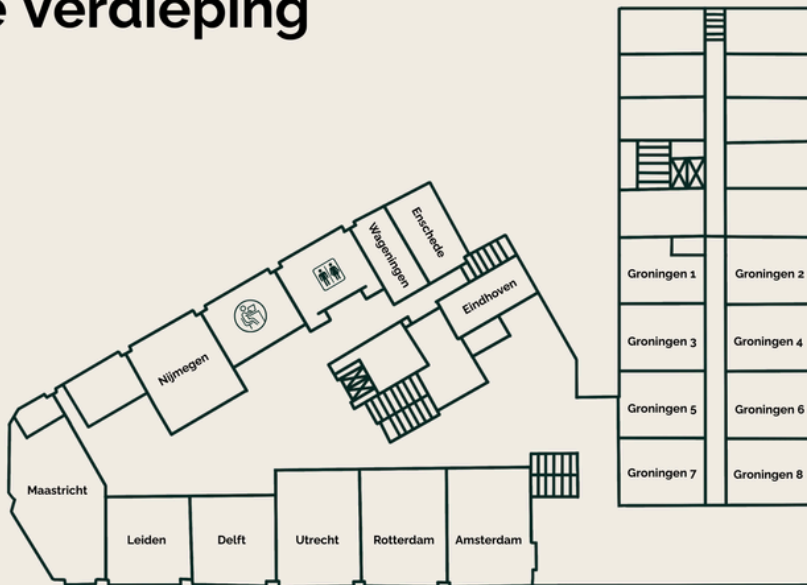 e verdieping
Enschede
Wageningen
Eindhoven
Nijmegen
Maastricht
Leiden
Delft
Utrecht
Rotterdam
Amsterdam
Groningen 1
Groningen 2
Groningen 3
Groningen 4
Groningen 5
Groningen 6
Groningen 7
Groningen 8